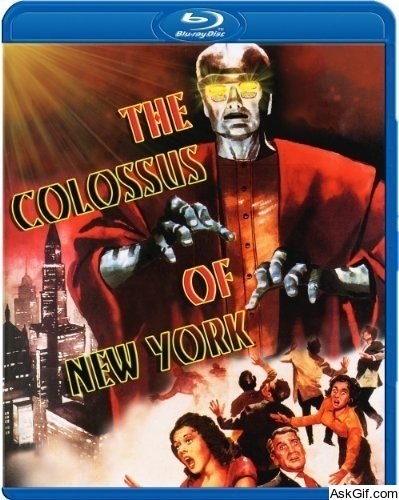 Blu-ray Disc
THE
COLOSSUS
OF
NEW YORK
AskGif.com